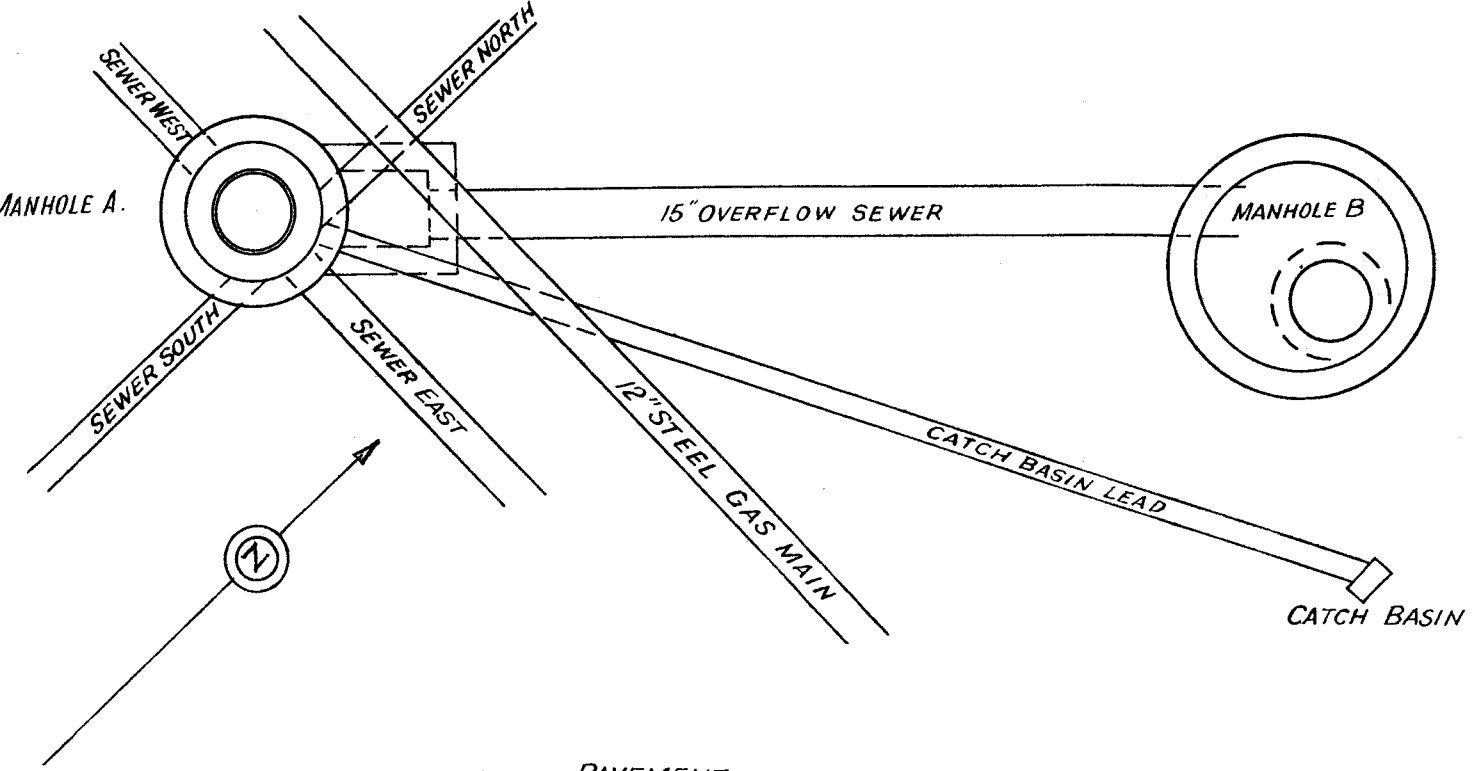 SEWER WEST
SEWER NORTH
MANHOLE A.
15" OVERFLOW SEWER
MANHOLE B
SEWER SOUTH
SEWER EAST
12" STEEL GAS MAIN
CATCH BASIN LEAD
N
CATCH BASIN
PAVEMENT